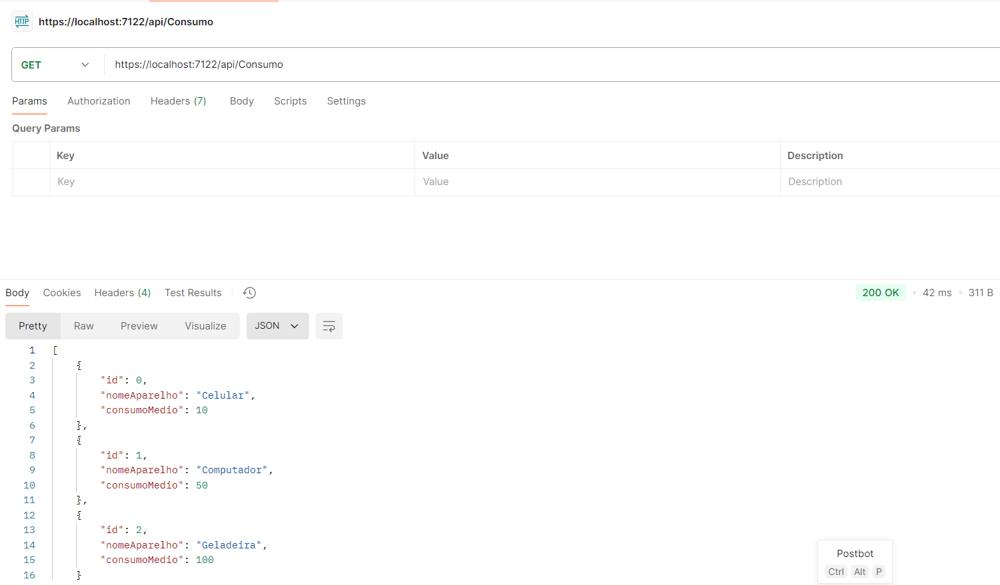 HTTP https://localhost:7122/api/Consumo
GET https://localhost:7122/api/Consumo
Params Authorization Headers (7) Body Scripts Settings
Query Params
Key Value Description
Key Value Description
Body Cookies Headers (4) Test Results 200 OK • 42 ms • 311 B
Pretty Raw Preview Visualize JSON
1 [
2 {
3 "id": 0,
4 "nomeAparelho": "Celular",
5 "consumoMedio": 10
6 },
7 {
8 "id": 1,
9 "nomeAparelho": "Computador",
10 "consumoMedio": 50
11 },
12 {
13 "id": 2,
14 "nomeAparelho": "Geladeira",
15 "consumoMedio": 100
16 }
Postbot
Ctrl Alt P